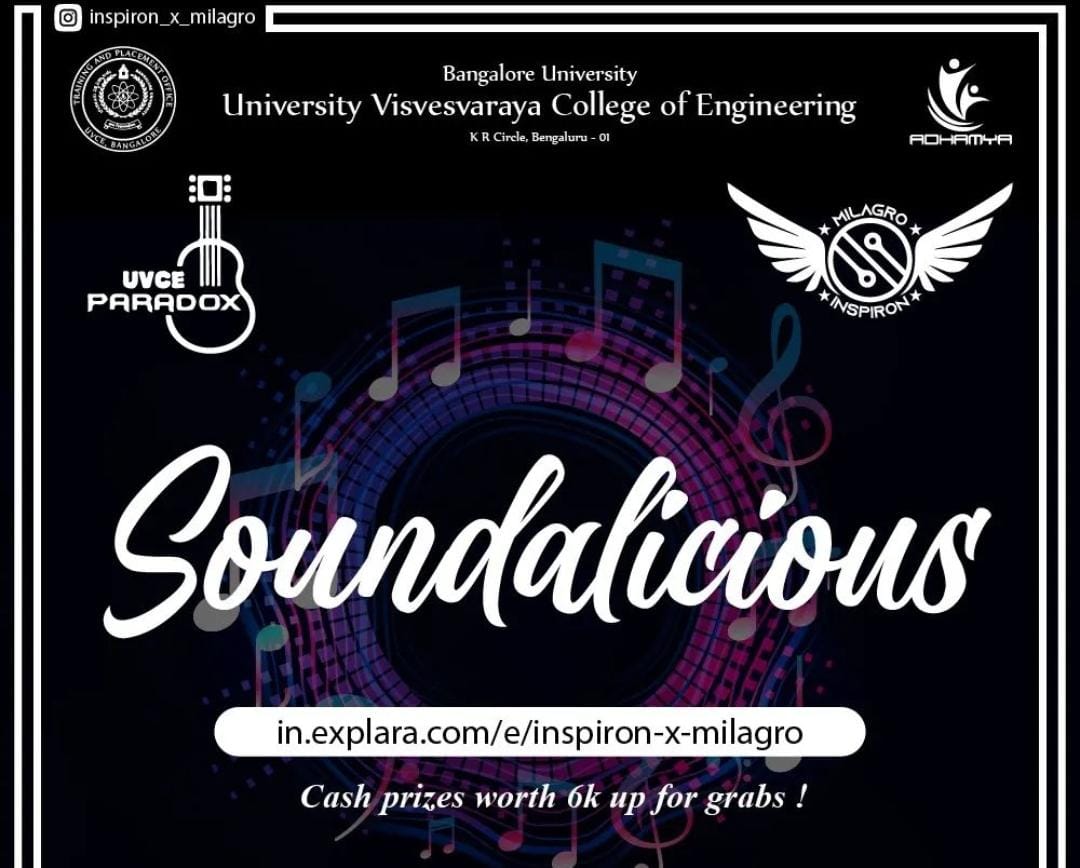 inspiron_x_milagro
TRAINING AND PLACEMENT OFFICE
UVCE, BANGALORE
Bangalore University
University Visvesvaraya College of Engineering
K R Circle, Bengaluru - 01
ADHAMYA
UVCE
PARADOX
MILAGRO
INSPIRON
Soundalicious
in.explara.com/e/inspiron-x-milagro
Cash prizes worth 6k up for grabs !